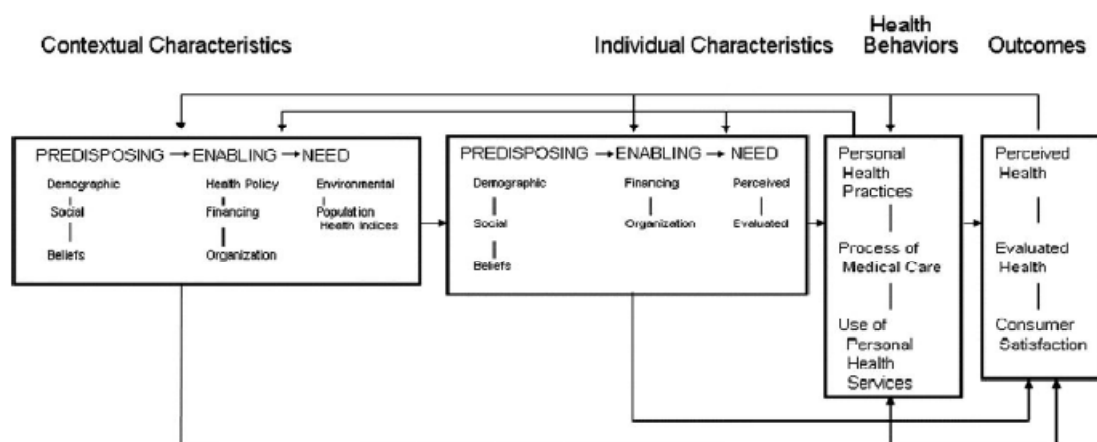 Contextual Characteristics
Individual Characteristics
Health
Behaviors
Outcomes
PREDISPOSING → ENABLING → NEED
Demographic
Social
Beliefs
Health Policy
Financing
Organization
Environmental
Population
Health Indices
PREDISPOSING → ENABLING → NEED
Demographic
Social
Beliefs
Financing
Organization
Perceived
Evaluated
Personal
Health
Practices
Process of
Medical Care
Use of
Personal
Health
Services
Perceived
Health
Evaluated
Health
Consumer
Satisfaction